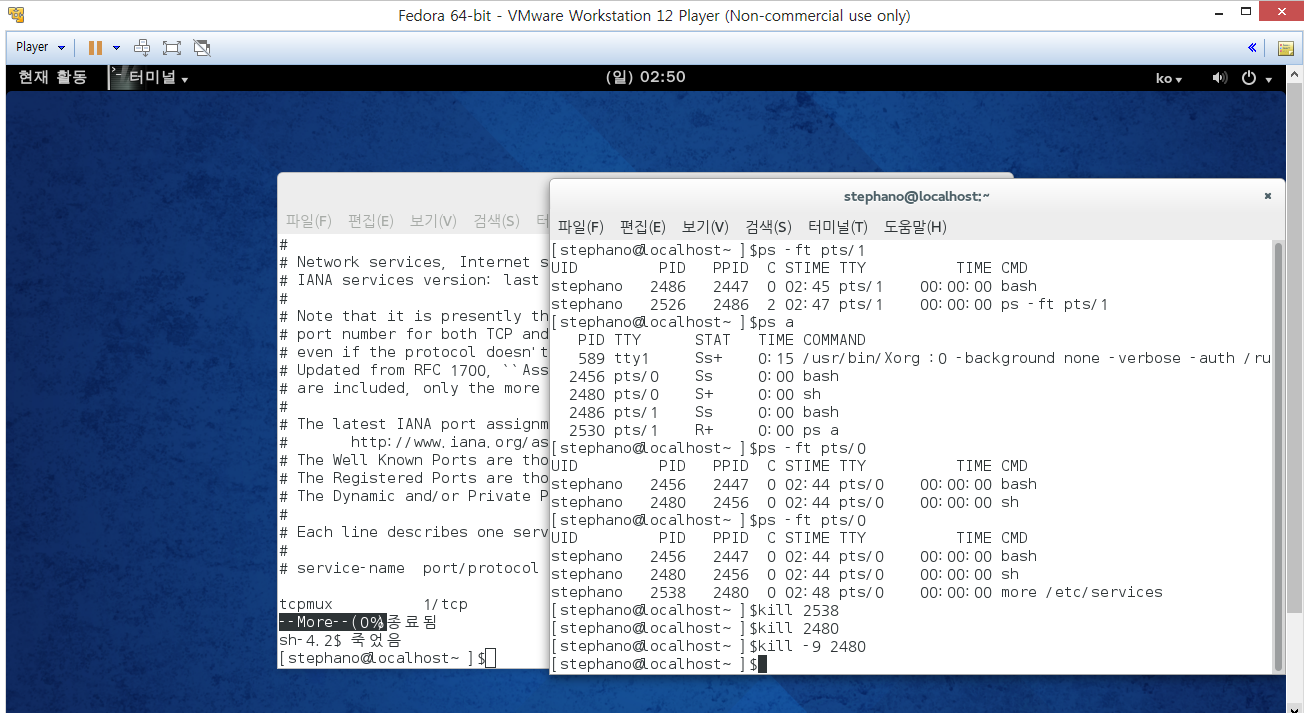 Fedora 64-bit - VMware Workstation 12 Player (Non-commercial use only)
Player
현재 활동 터미널 (일) 02:50 ko
파일(F) 편집(E) 보기(V) 검색(S) 터
#
# Network services, Internet s
# IANA services version: last
#
# Note that it is presently th
# port number for both TCP and
# even if the protocol doesn't
# Updated from RFC 1700, ``Ass
# are included, only the more
#
# The latest IANA port assignm
# http://www.iana.org/as
# The Well Known Ports are tho
# The Registered Ports are tho
# The Dynamic and/or Private P
#
# Each line describes one serv
#
# service-name port/protocol
tcpmux 1/tcp
--More--(0%)종료됨
sh-4.2$ 죽었음
[stephano@localhost~ ]$
stephano@localhost:~
파일(F) 편집(E) 보기(V) 검색(S) 터미널(T) 도움말(H)
[stephano@localhost~ ]$ps -ft pts/1
UID PID PPID C STIME TTY TIME CMD
stephano 2486 2447 0 02:45 pts/1 00:00:00 bash
stephano 2526 2486 2 02:47 pts/1 00:00:00 ps -ft pts/1
[stephano@localhost~ ]$ps a
PID TTY STAT TIME COMMAND
589 tty1 Ss+ 0:15 /usr/bin/Xorg :0 -background none -verbose -auth /ru
2456 pts/0 Ss 0:00 bash
2480 pts/0 S+ 0:00 sh
2486 pts/1 Ss 0:00 bash
2530 pts/1 R+ 0:00 ps a
[stephano@localhost~ ]$ps -ft pts/0
UID PID PPID C STIME TTY TIME CMD
stephano 2456 2447 0 02:44 pts/0 00:00:00 bash
stephano 2480 2456 0 02:44 pts/0 00:00:00 sh
[stephano@localhost~ ]$ps -ft pts/0
UID PID PPID C STIME TTY TIME CMD
stephano 2456 2447 0 02:44 pts/0 00:00:00 bash
stephano 2480 2456 0 02:44 pts/0 00:00:00 sh
stephano 2538 2480 0 02:48 pts/0 00:00:00 more /etc/services
[stephano@localhost~ ]$kill 2538
[stephano@localhost~ ]$kill 2480
[stephano@localhost~ ]$kill -9 2480
[stephano@localhost~ ]$